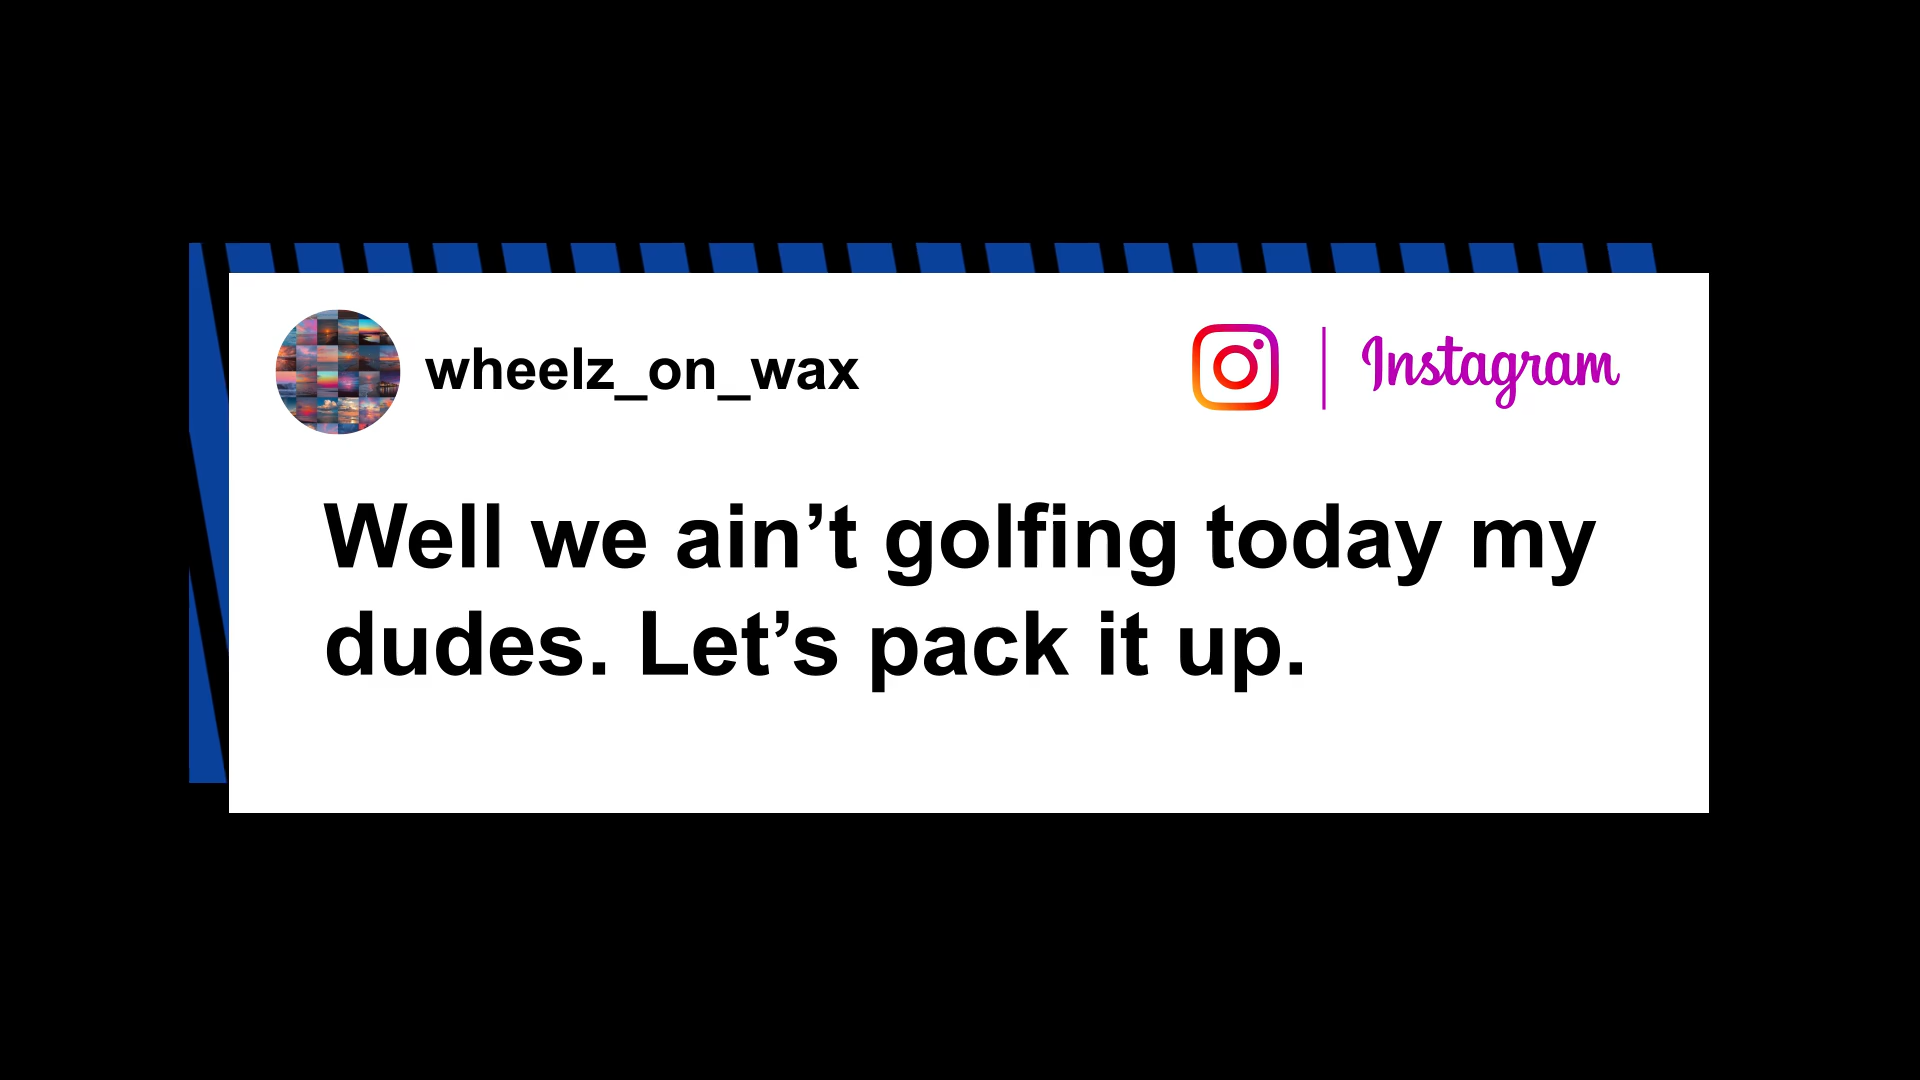 wheelz_on_wax
Instagram
Well we ain’t golfing today my
dudes. Let’s pack it up.